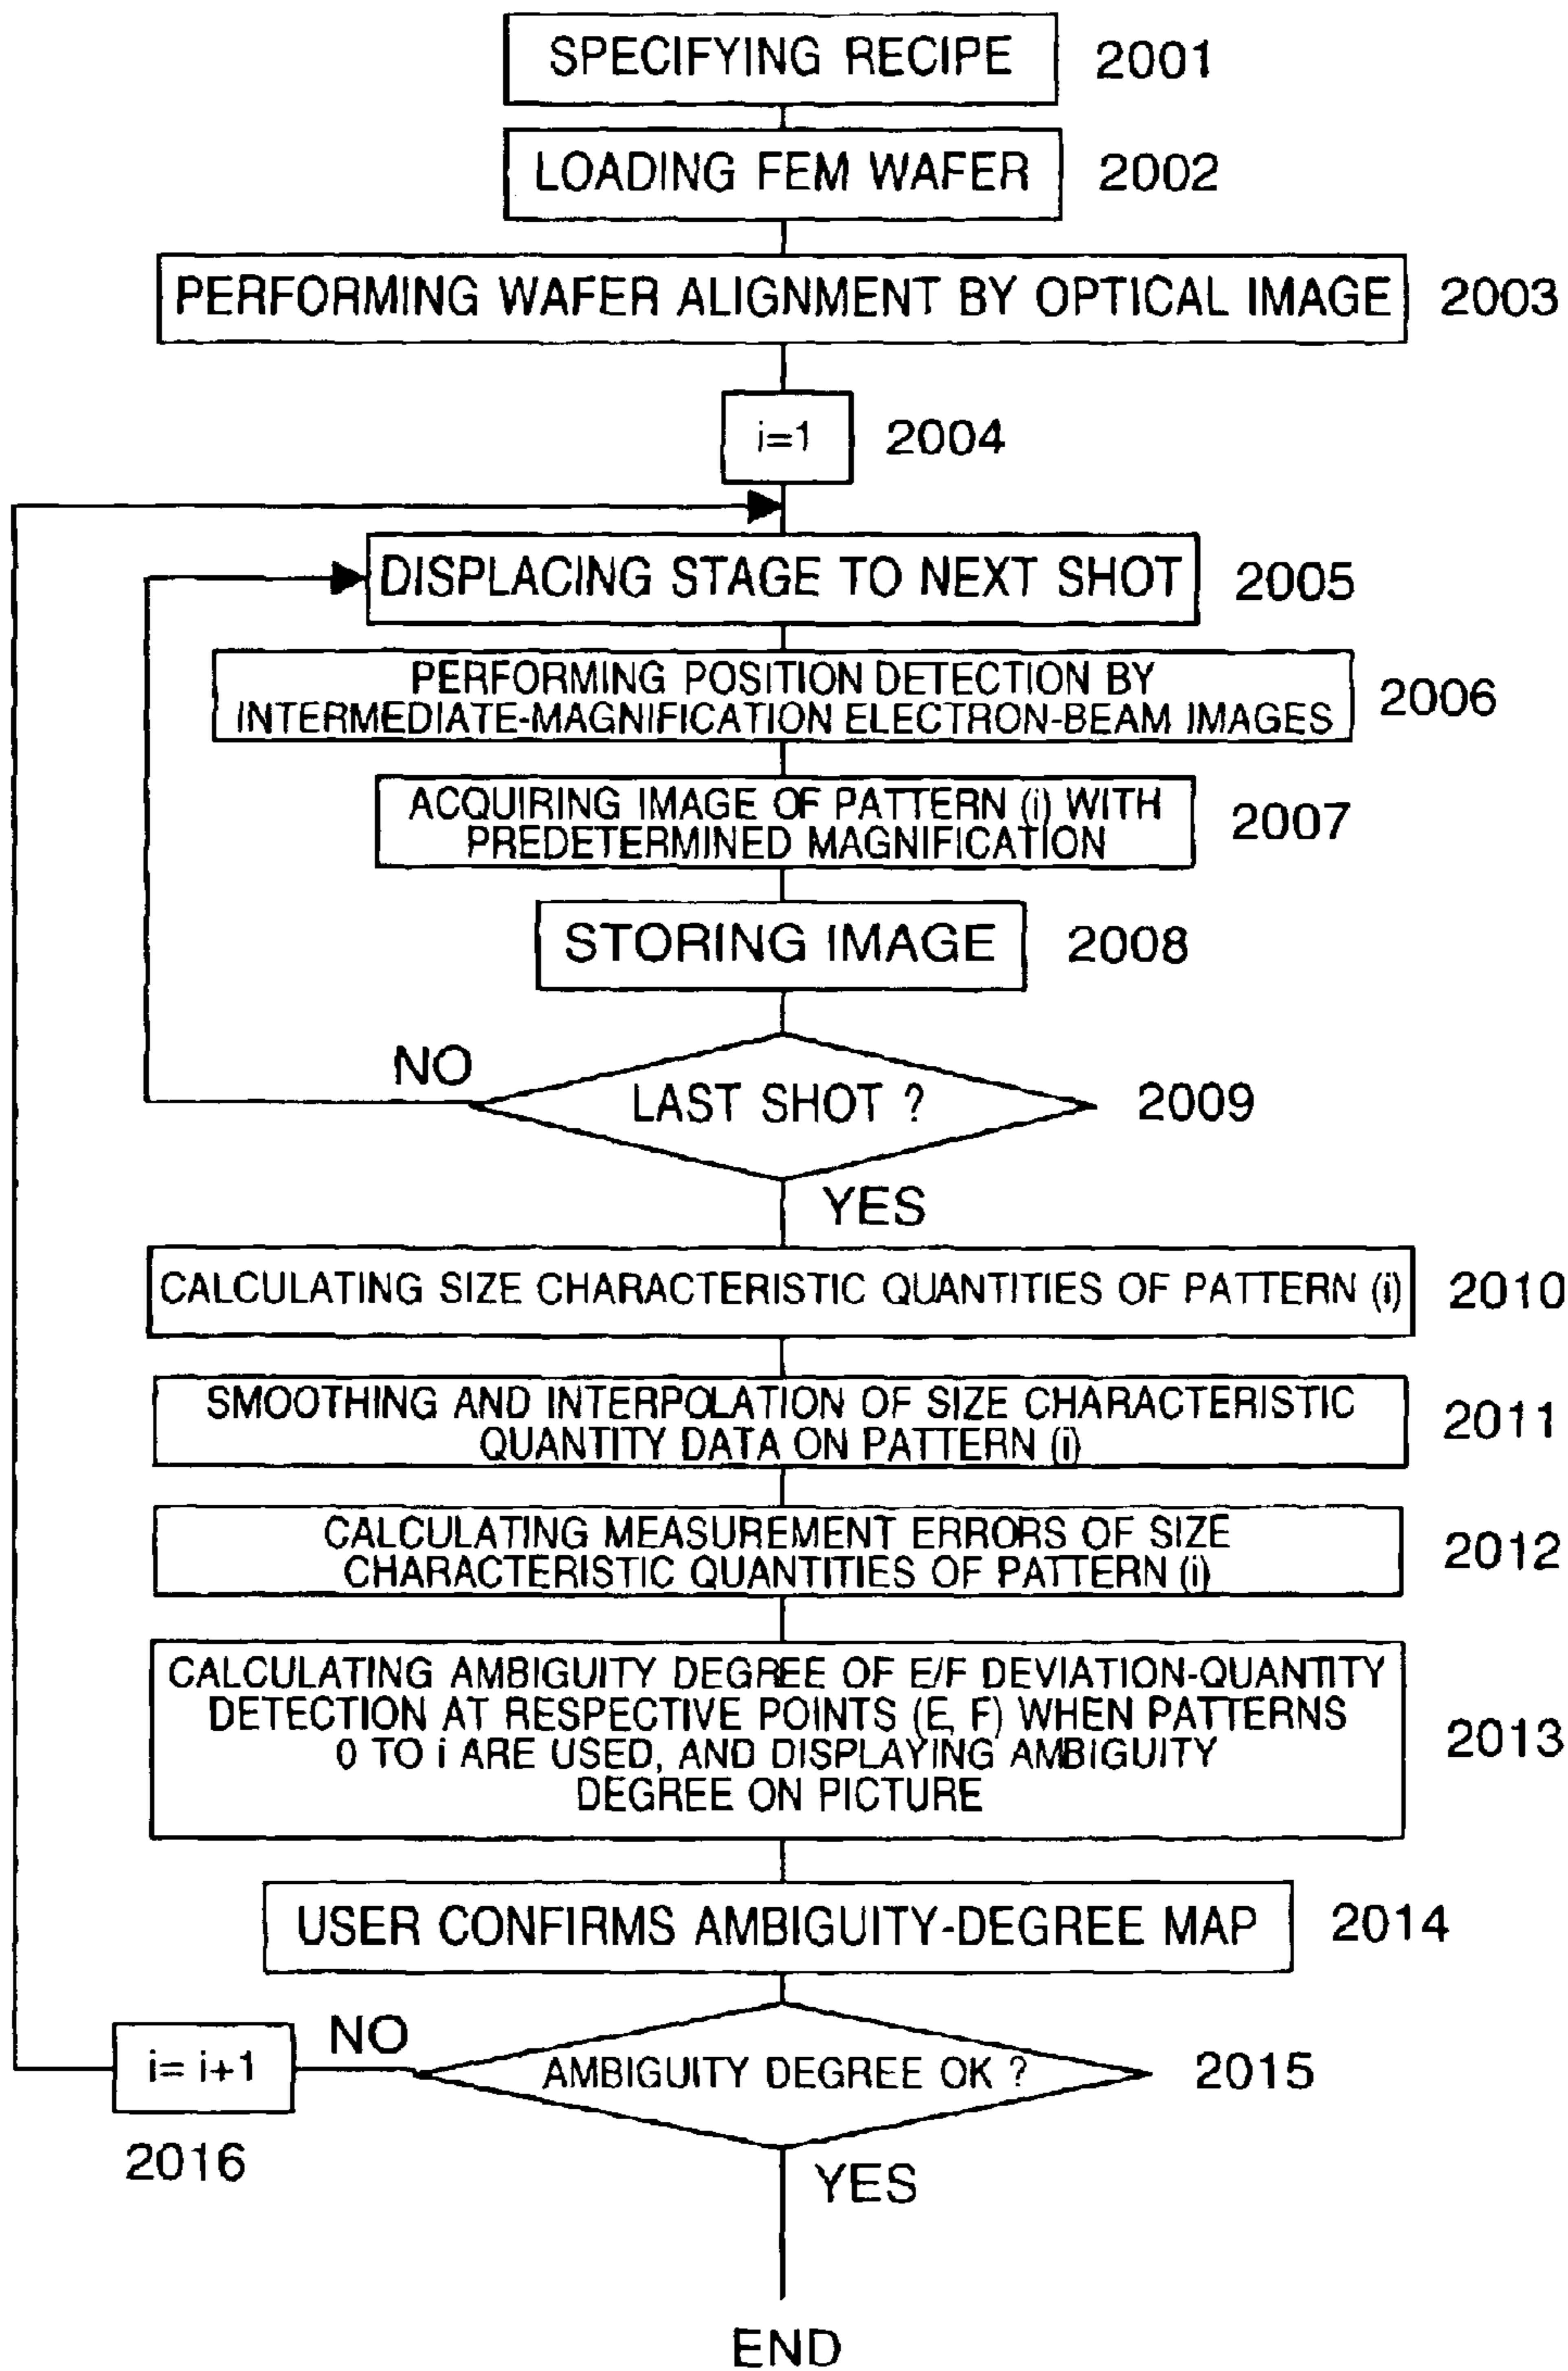 SPECIFYING RECIPE 2001
LOADING FEM WAFER 2002
PERFORMING WAFER ALIGNMENT BY OPTICAL IMAGE 2003
i=1 2004
DISPLACING STAGE TO NEXT SHOT 2005
PERFORMING POSITION DETECTION BY
INTERMEDIATE-MAGNIFICATION ELECTRON-BEAM IMAGES 2006
ACQUIRING IMAGE OF PATTERN (i) WITH
PREDETERMINED MAGNIFICATION 2007
STORING IMAGE 2008
NO
LAST SHOT ? 2009
YES
CALCULATING SIZE CHARACTERISTIC QUANTITIES OF PATTERN (i) 2010
SMOOTHING AND INTERPOLATION OF SIZE CHARACTERISTIC
QUANTITY DATA ON PATTERN (i) 2011
CALCULATING MEASUREMENT ERRORS OF SIZE
CHARACTERISTIC QUANTITIES OF PATTERN (i) 2012
CALCULATING AMBIGUITY DEGREE OF E/F DEVIATION-QUANTITY
DETECTION AT RESPECTIVE POINTS (E, F) WHEN PATTERNS
0 TO i ARE USED, AND DISPLAYING AMBIGUITY
DEGREE ON PICTURE
2013
USER CONFIRMS AMBIGUITY-DEGREE MAP 2014
NO
i= i+1
AMBIGUITY DEGREE OK ? 2015
2016
YES
END